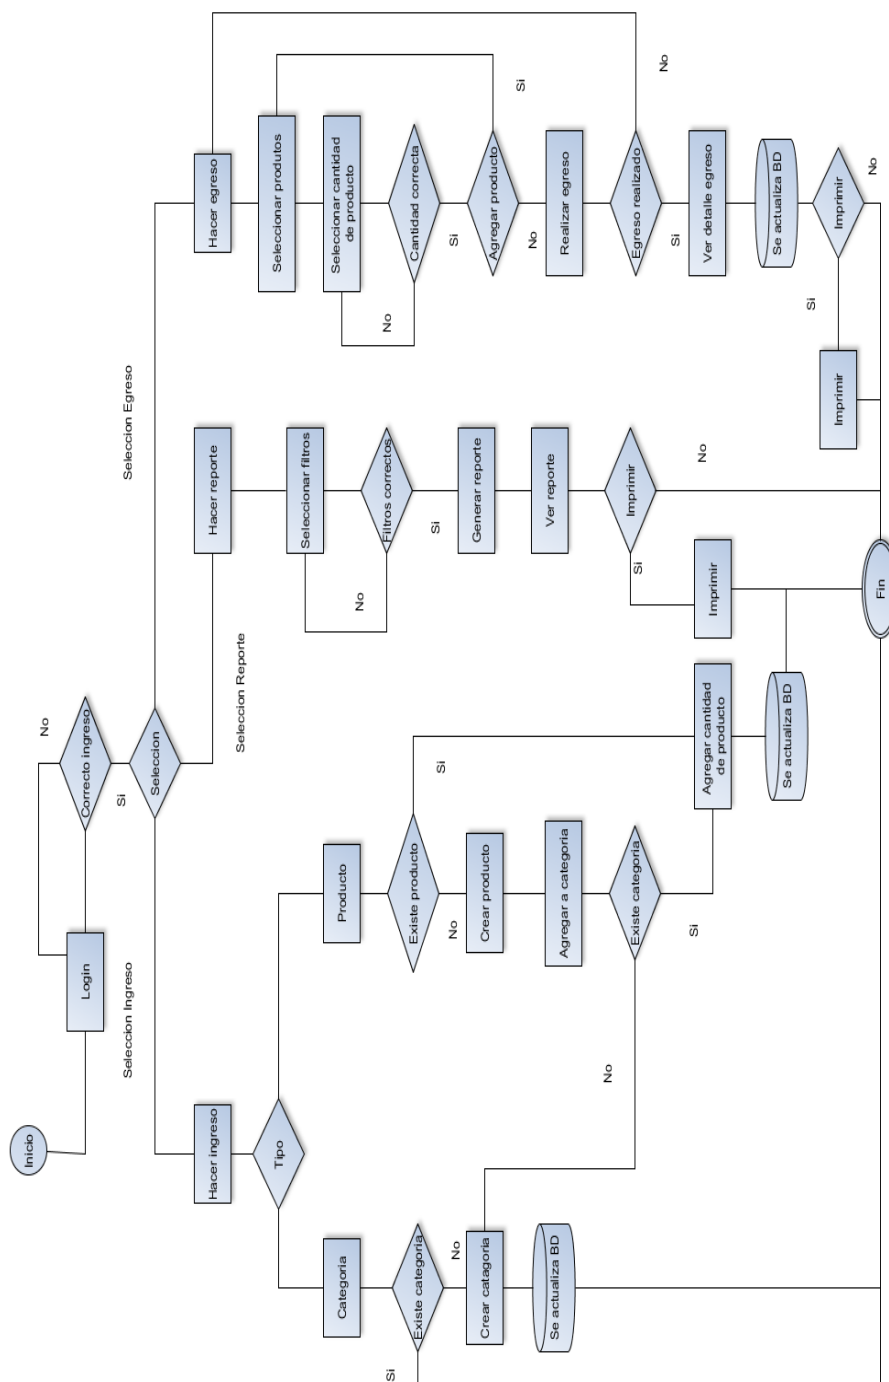 Inicio
No
Login
Correcto ingreso
Si
Seleccion Ingreso
Seleccion Egreso
Seleccion
Hacer ingreso
Hacer reporte
Hacer egreso
Seleccion Reporte
Tipo
Seleccionar produtos
Seleccionar filtros
Categoria
Producto
Seleccionar cantidad
de producto
No
Filtros correctos
No
Si
Existe categoria
Existe producto
Cantidad correcta
Si
Si
Si
No
No
Crear catagoria
Crear producto
Generar reporte
Agregar producto
Si
No
Se actualiza BD
Agregar a categoria
Ver reporte
Realizar egreso
No
Existe categoria
Imprimir
Egreso realizado
Si
No
Si
Si
No
Agregar cantidad
de producto
Imprimir
Ver detalle egreso
Se actualiza BD
Se actualiza BD
Si
Imprimir
Imprimir
No
Fin